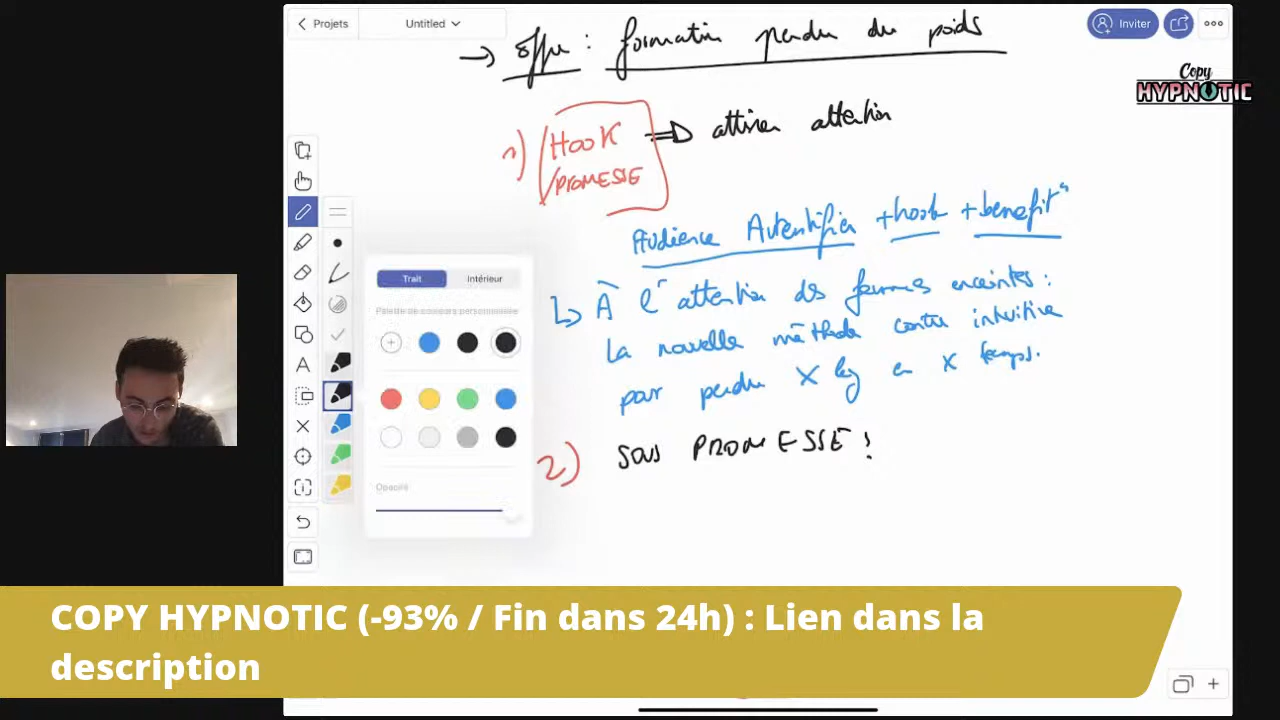 Projets
Untitled
Inviter
Copy
HYPNOTIC
→ offre : formation perdre du poids
1) HOOK
/PROMESSE
⇒ attirer attention
Audience Autentifier + hook + benefit
↳ À l'attention des femmes enceintes :
la nouvelle méthode contre intuitive
pour perdre X kg en X temps.
2) SOUS PROMESSE :
Trait
Intérieur
Palette de couleurs personnalisée
Opacité
COPY HYPNOTIC (-93% / Fin dans 24h) : Lien dans la
description